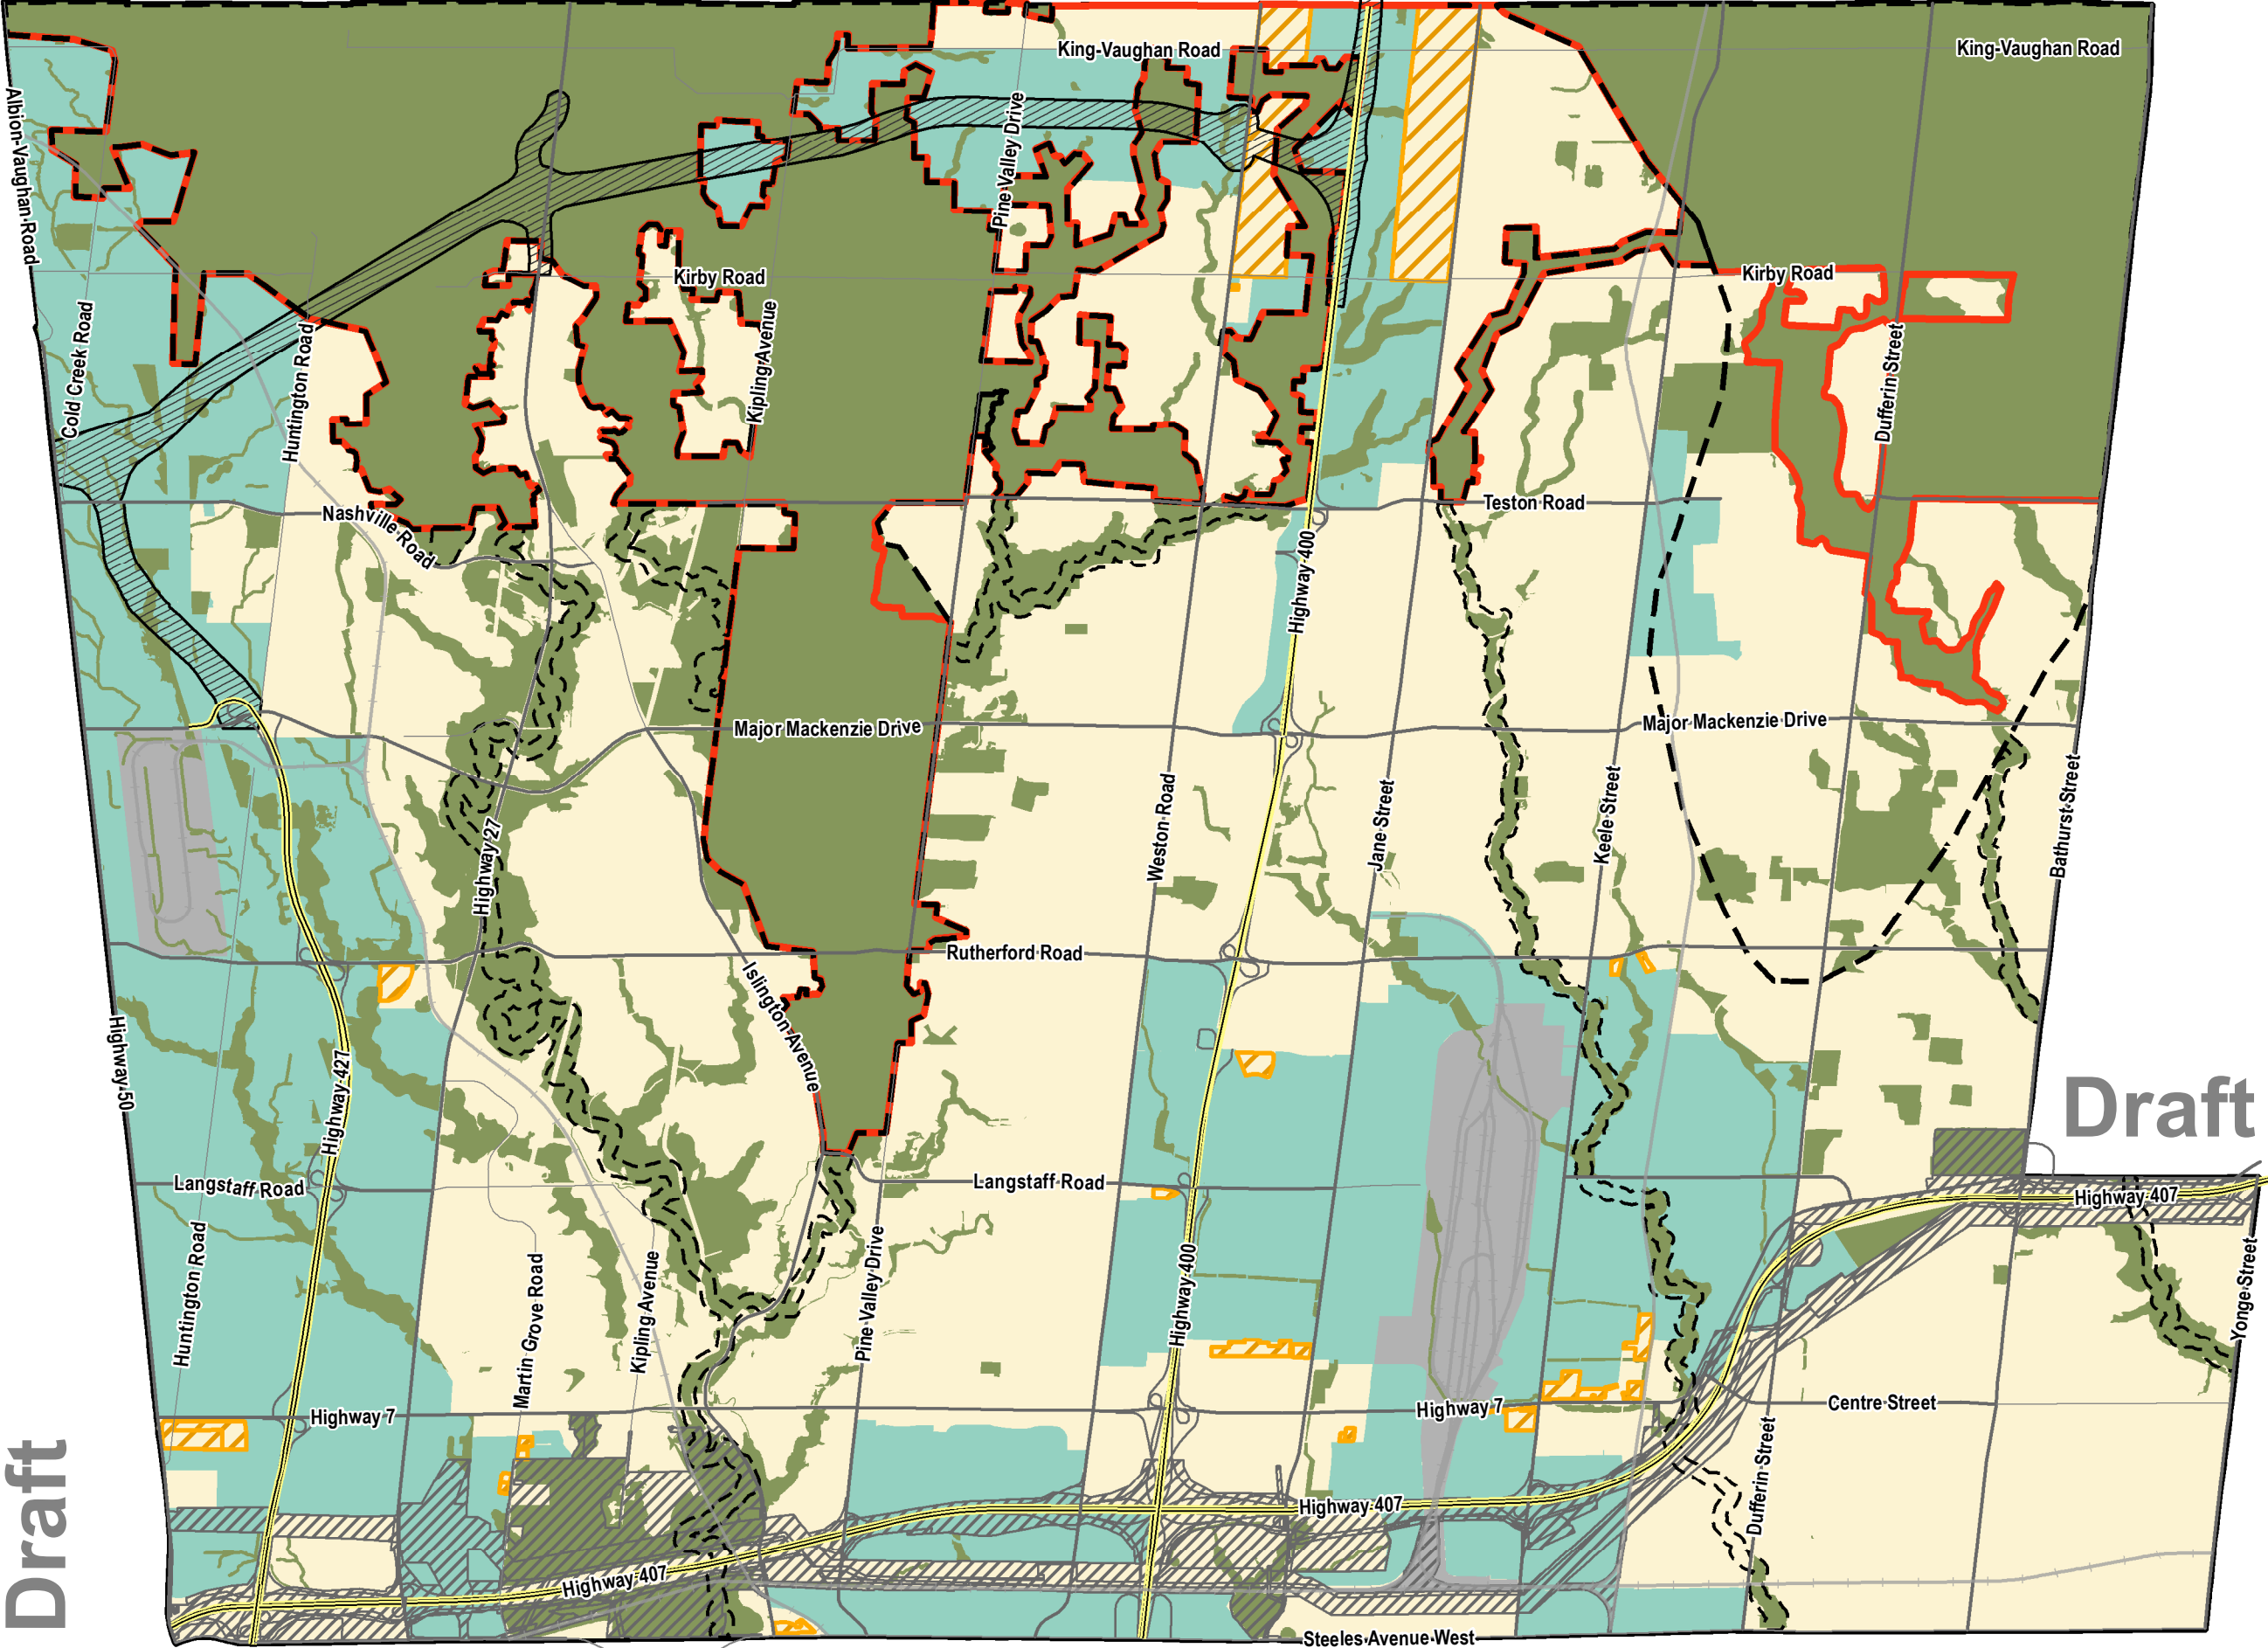 King-Vaughan Road
King-Vaughan Road
Albion-Vaughan Road
Pine Valley Drive
Kirby Road
Kirby Road
Cold Creek Road
Huntington Road
Kipling Avenue
Dufferin Street
Teston Road
Nashville Road
Highway 400
Major Mackenzie Drive
Major Mackenzie Drive
Weston Road
Jane Street
Keele Street
Bathurst Street
Highway 27
Rutherford Road
Islington Avenue
Highway 50
Highway 427
Draft
Langstaff Road
Langstaff Road
Highway 407
Huntington Road
Martin Grove Road
Kipling Avenue
Pine Valley Drive
Highway 400
Yonge Street
Highway 7
Highway 7
Centre Street
Dufferin Street
Draft
Highway 407
Highway 407
Steeles Avenue West